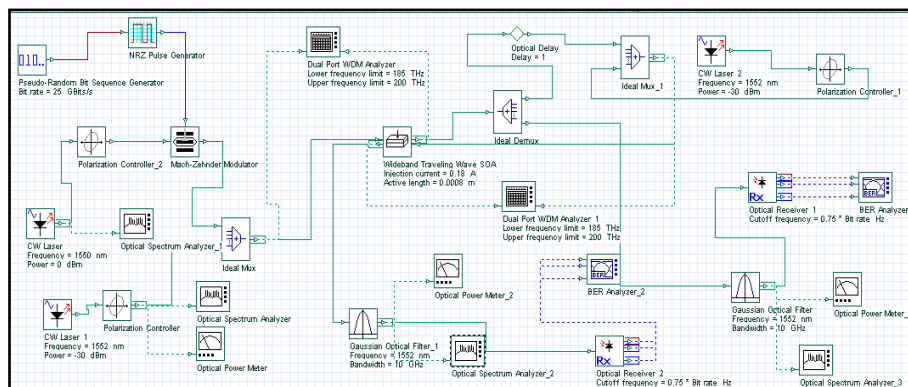 NRZ Pulse Generator
010..
Pseudo-Random Bit Sequence Generator
Bit rate = 25 GBits/s
Dual Port WDM Analyzer
Lower frequency limit = 185 THz
Upper frequency limit = 200 THz
Optical Delay
Delay = 1
Ideal Mux_1
CW Laser 2
Frequency = 1552 nm
Power = -30 dBm
Polarization Controller_1
Polarization Controller_2
Mach-Zehnder Modulator
Ideal Demux
Wideband Traveling Wave SOA
Injection current = 0.18 A
Active length = 0.0008 m
CW Laser
Frequency = 1550 nm
Power = 0 dBm
Optical Spectrum Analyzer_1
Ideal Mux
Dual Port WDM Analyzer 1
Lower frequency limit = 185 THz
Upper frequency limit = 200 THz
Rx
Optical Receiver 1
Cutoff frequency = 0.75 * Bit rate Hz
BER Analyzer
CW Laser 1
Frequency = 1552 nm
Power = -30 dBm
Polarization Controller
Optical Spectrum Analyzer
Optical Power Meter
Optical Power Meter_2
BER Analyzer_2
Gaussian Optical Filter_1
Frequency = 1552 nm
Bandwidth = 10 GHz
Optical Spectrum Analyzer_2
Rx
Optical Receiver 2
Cutoff frequency = 0.75 * Bit rate Hz
Gaussian Optical Filter
Frequency = 1552 nm
Bandwidth = 10 GHz
Optical Power Meter_
Optical Spectrum Analyzer_3